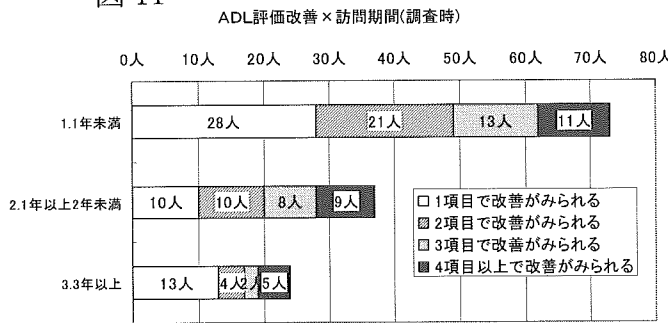 図 11
ADL評価改善×訪問期間(調査時)
0人 10人 20人 30人 40人 50人 60人 70人 80人
1.1年未満 28人 21人 13人 11人
2.1年以上2年未満 10人 10人 8人 9人
3.3年以上 13人 4人 2人 5人
1項目で改善がみられる
2項目で改善がみられる
3項目で改善がみられる
4項目以上で改善がみられる